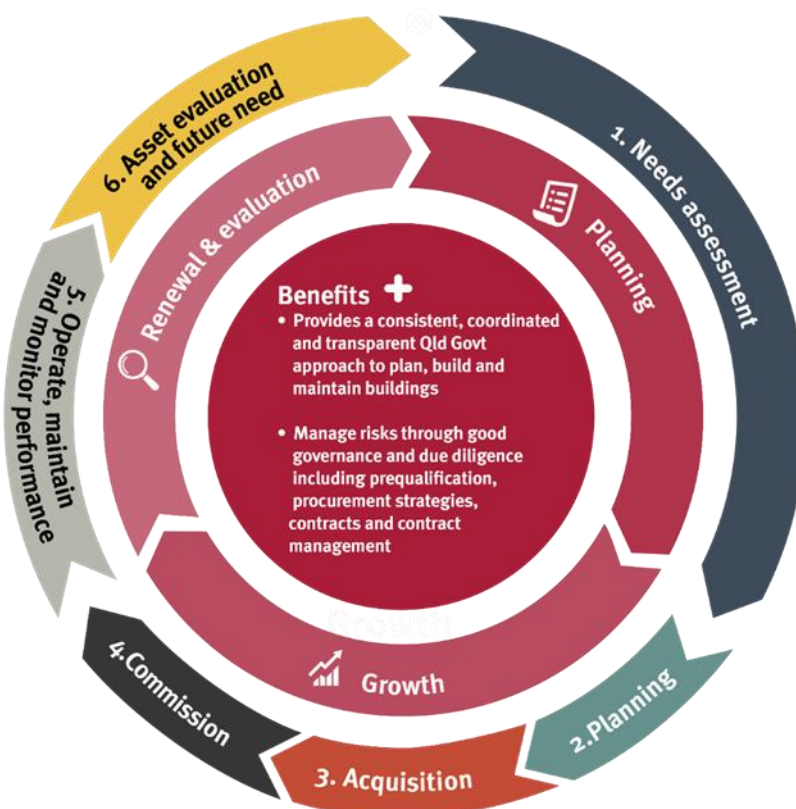 1. Needs assessment
2.Planning
3. Acquisition
4.Commission
5. Operate, maintain
and monitor performance
6. Asset evaluation
and future need
Planning
Growth
Growth
Renewal & evaluation
Benefits +
• Provides a consistent, coordinated
and transparent Qld Govt
approach to plan, build and
maintain buildings
• Manage risks through good
governance and due diligence
including prequalification,
procurement strategies,
contracts and contract
management